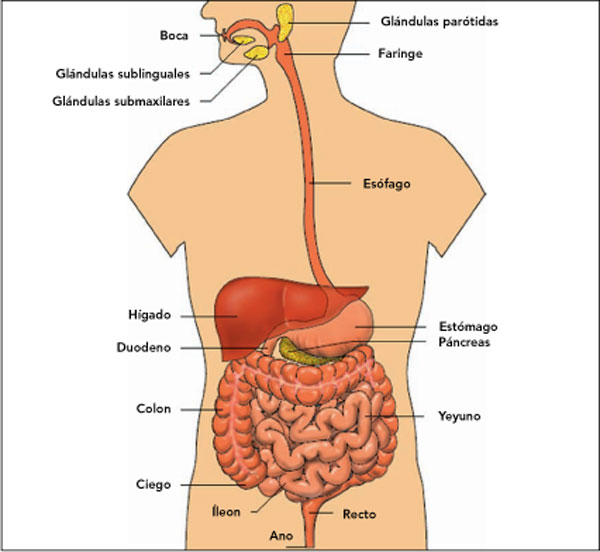 Glándulas parótidas
Boca
Faringe
Glándulas sublinguales
Glándulas submaxilares
Esófago
Hígado
Estómago
Duodeno
Páncreas
Colon
Yeyuno
Ciego
Íleon
Recto
Ano